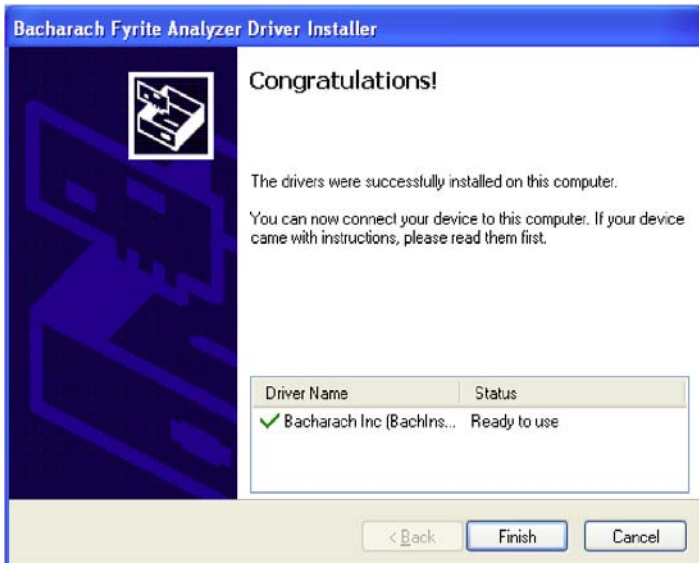 Bacharach Fyrite Analyzer Driver Installer
Congratulations!
The drivers were successfully installed on this computer.
You can now connect your device to this computer. If your device
came with instructions, please read them first.
Driver Name Status
Bacharach Inc (BachIns... Ready to use
< Back Finish Cancel